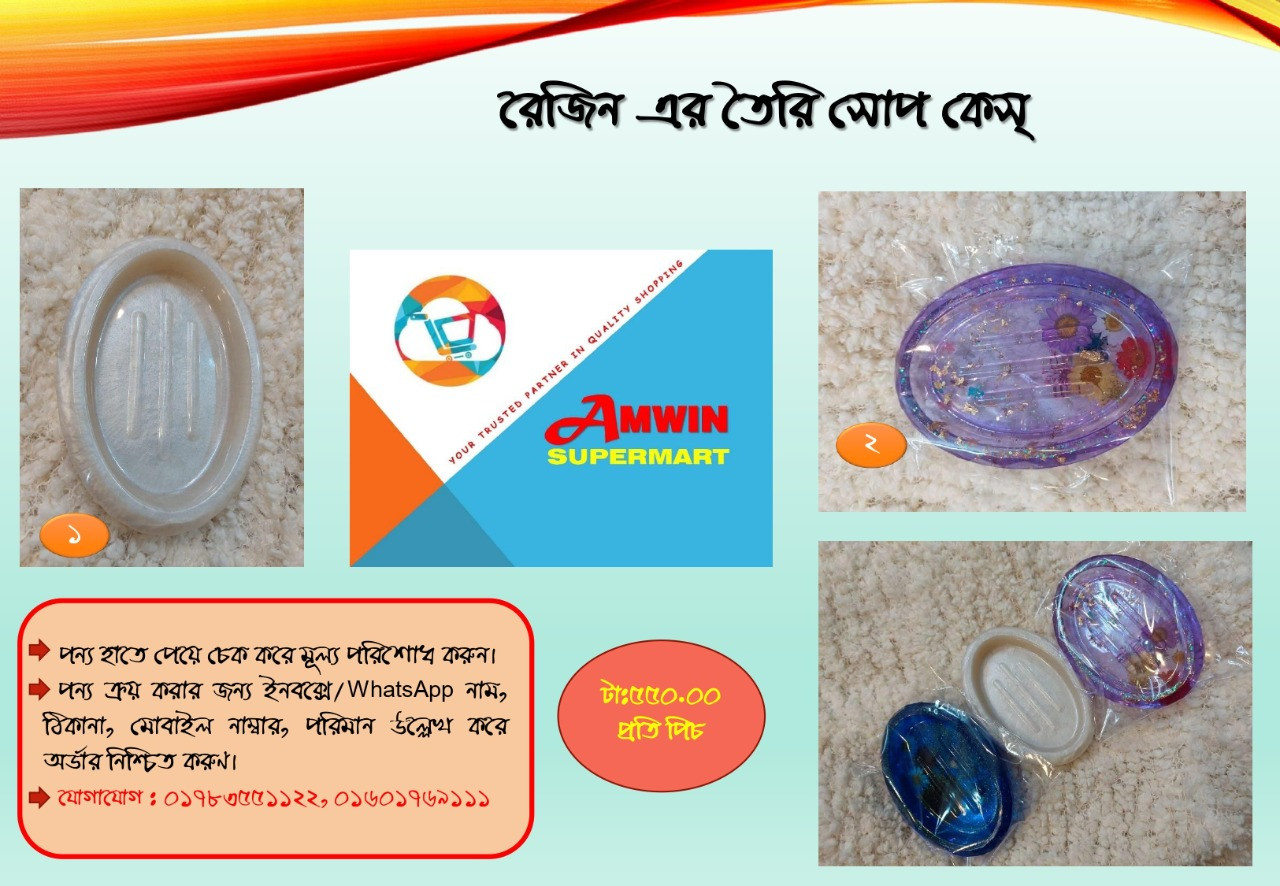 রেজিন এর তৈরি সোপ কেস্
১
YOUR TRUSTED PARTNER IN QUALITY SHOPPING
AMWIN
SUPERMART
২
পন্য হাতে পেয়ে চেক করে মূল্য পরিশোধ করুন।
পন্য ক্রয় করার জন্য ইনবক্সে/WhatsApp নাম,
ঠিকানা, মোবাইল নাম্বার, পরিমান উল্লেখ করে
অর্ডার নিশ্চিত করুণ।
যোগাযোগ : ০১৭৮৩৫৫১১২২, ০১৬০১৭৬৯১১১
টাঃ৫৫০.০০
প্রতি পিচ